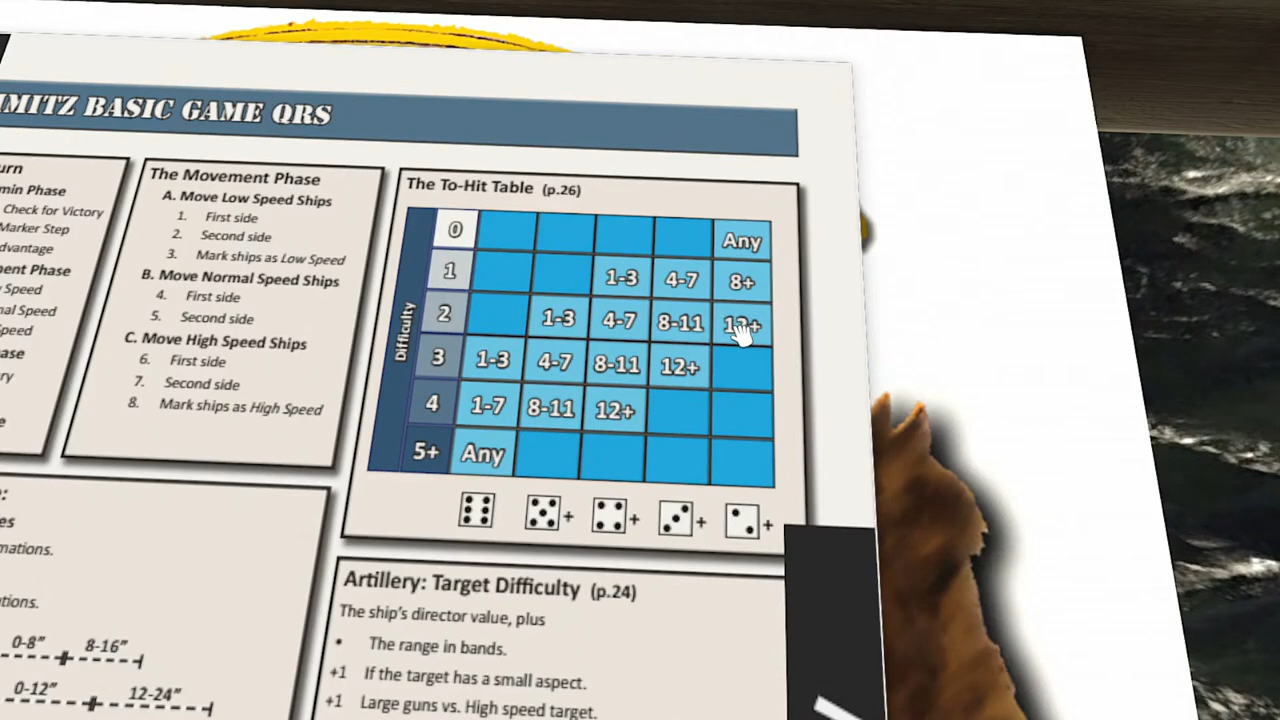 IMITZ BASIC GAME QRS
urn
min Phase
Check for Victory
Marker Step
dvantage
ment Phase
Speed
mal Speed
Speed
ase
ry
e
The Movement Phase
A. Move Low Speed Ships
1. First side
2. Second side
3. Mark ships as Low Speed
B. Move Normal Speed Ships
4. First side
5. Second side
C. Move High Speed Ships
6. First side
7. Second side
8. Mark ships as High Speed
The To-Hit Table (p.26)
Difficulty
0 Any
1 1-3 4-7 8+
2 1-3 4-7 8-11 12+
3 1-3 4-7 8-11 12+
4 1-7 8-11 12+
5+ Any
+ + + +
es
mations.
tions.
0-8” 8-16”
0-12” 12-24”
Artillery: Target Difficulty (p.24)
The ship's director value, plus
• The range in bands.
+1 If the target has a small aspect.
+1 Large guns vs. High speed target.